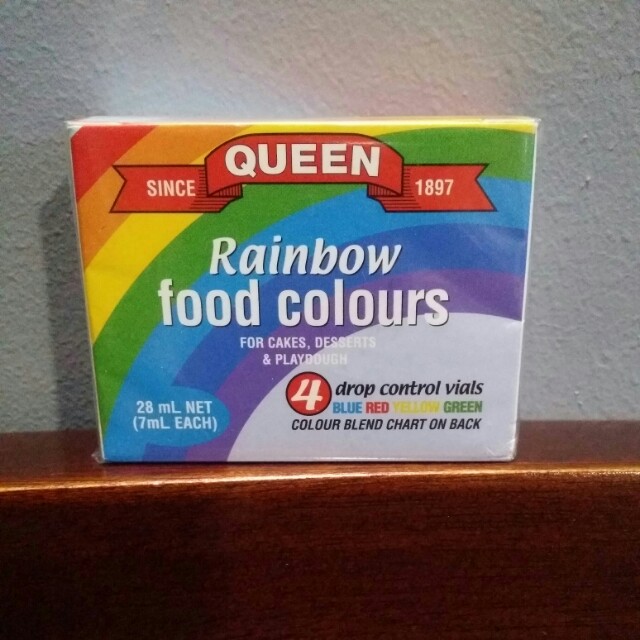 QUEEN
SINCE 1897
Rainbow
food colours
FOR CAKES, DESSERTS
& PLAYDOUGH
4 drop control vials
BLUE RED YELLOW GREEN
COLOUR BLEND CHART ON BACK
28 mL NET
(7mL EACH)